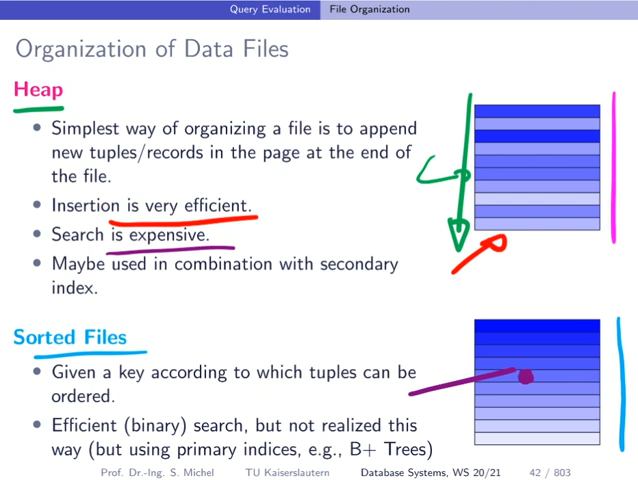 Query Evaluation File Organization
Organization of Data Files
Heap
• Simplest way of organizing a file is to append
new tuples/records in the page at the end of
the file.
• Insertion is very efficient.
• Search is expensive.
• Maybe used in combination with secondary
index.
Sorted Files
• Given a key according to which tuples can be
ordered.
• Efficient (binary) search, but not realized this
way (but using primary indices, e.g., B+ Trees)
Prof. Dr.-Ing. S. Michel TU Kaiserslautern Database Systems, WS 20/21 42 / 803